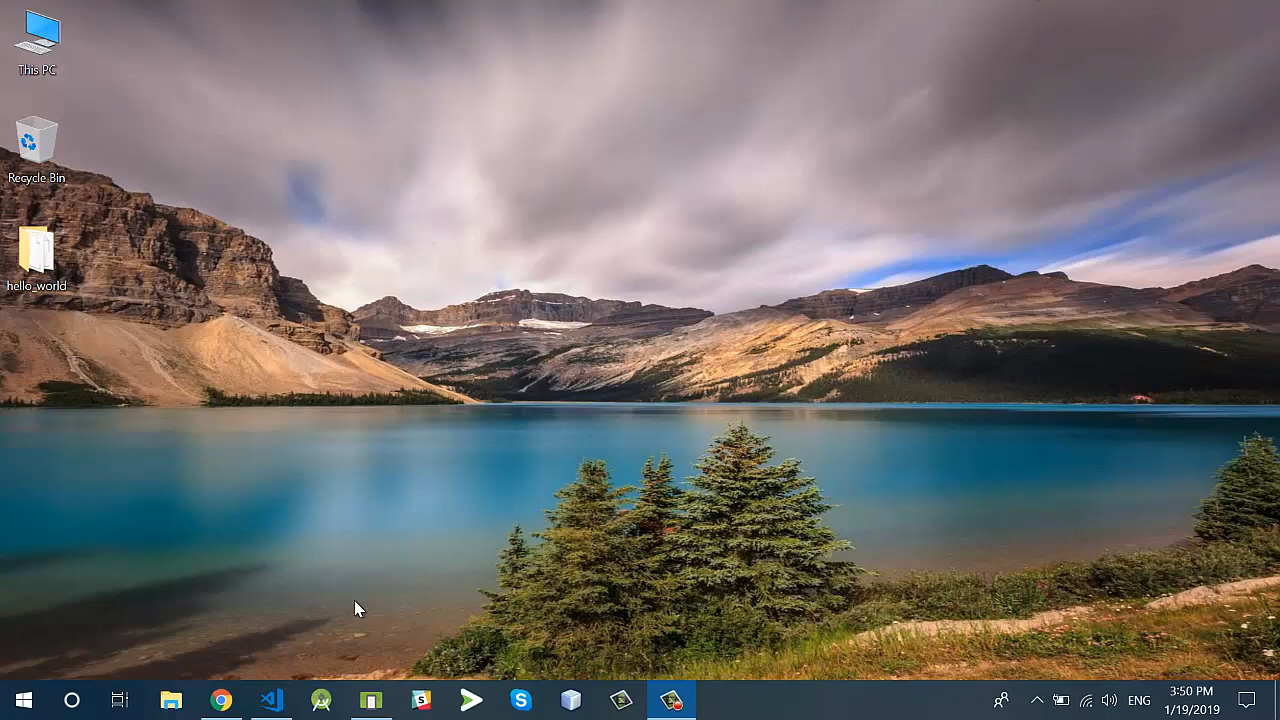 This PC
Recycle Bin
hello_world
ENG
3:50 PM
1/19/2019